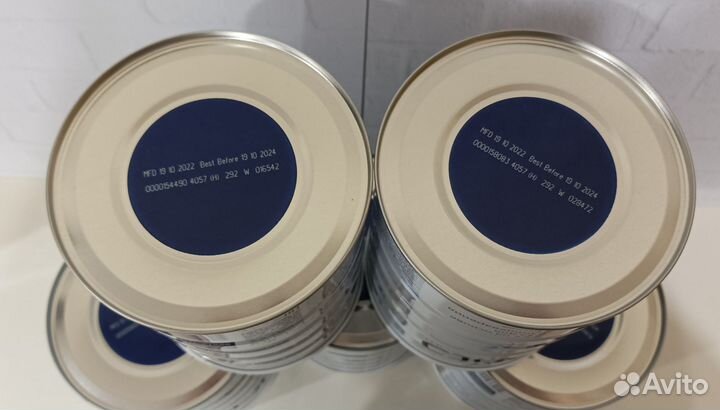 MFD 19 10 2022 Best Before 19 10 2024
0000154490 4057 (H) 292 W 016542
MFD 19 10 2022 Best Before 19 10 2024
0000158083 4057 (H) 292 W 028472
Avito